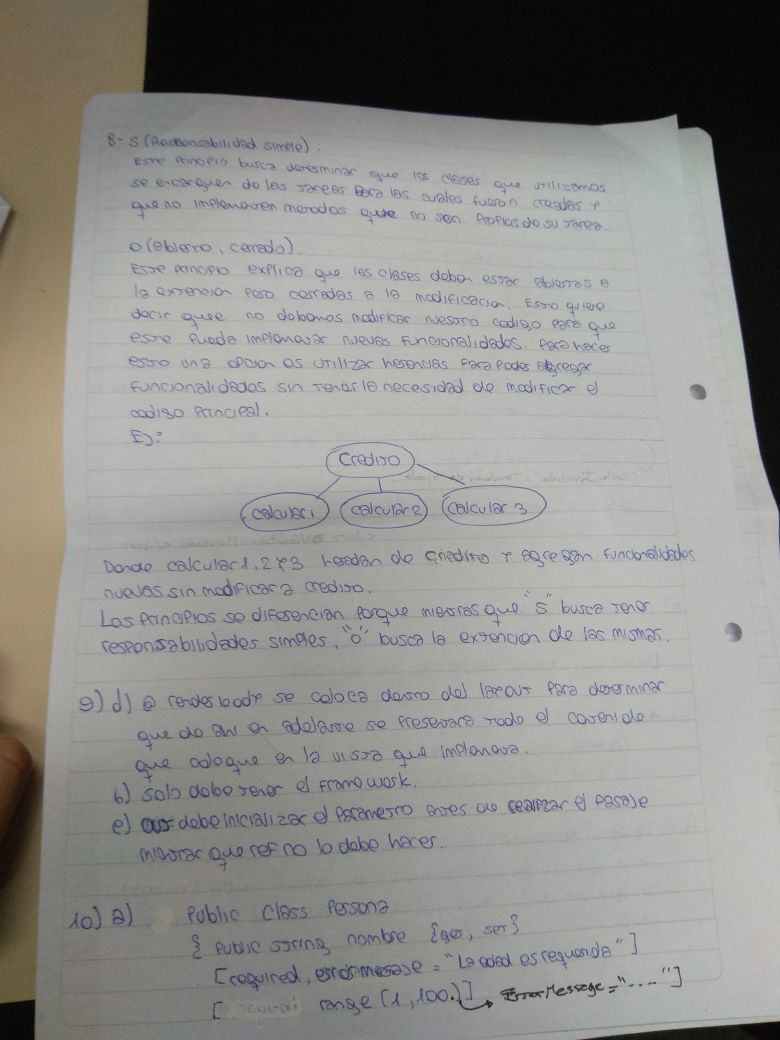 8- S (Responsabilidad simple).
Este principio busca determinar que las clases que utilizamos
se encarguen de las tareas para las cuales fueron creadas y
que no implementen metodos que no son propios de su tarea.
O (abierto, cerrado).
Este principio explica que las clases deben estar abiertas a
la extencion pero cerradas a la modificacion. Esto quiere
decir que no debemos modificar nuestro codigo para que
este pueda implementar nuevas funcionalidades. Para hacer
esto una opcion es utilizar herencias para poder agregar
funcionalidades sin tener la necesidad de modificar el
codigo principal.
Ej:
Credito
Calcular 1 Calcular 2 Calcular 3
Donde calcular 1, 2 y 3 heredan de credito y agregan funcionalidades
nuevas sin modificar a credito.
Los principios se diferencian porque mientras que "S" busca tener
responsabilidades simples, "O" busca la extencion de las mismas.
9) d) @ renderbody se coloca dentro del layout para determinar
que de ahi en adelante se presentara todo el contenido
que coloque en la vista que implementa.
b) Solo debe tener el framework.
e) out debe inicializar el parametro antes de realizar el pasaje
mientras que ref no lo debe hacer.
10) a) Public class Persona
{ Public string nombre {get, set}
[required, errormessage = "La edad es requerida"]
[ range (1, 100)] ErrorMessage = "...."]